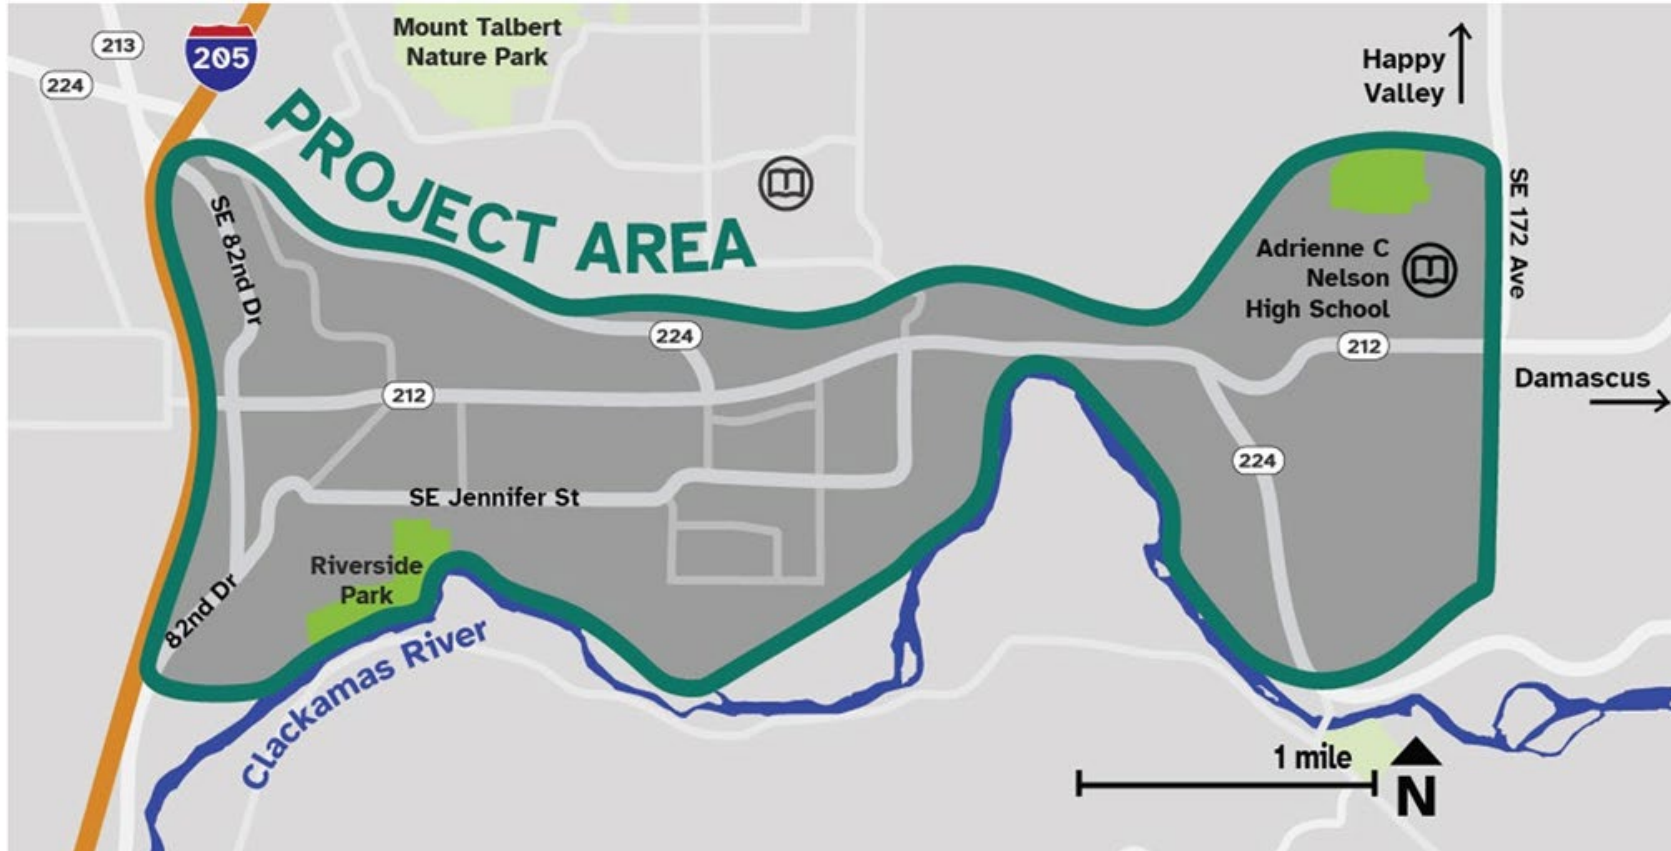 213
224
205
Mount Talbert
Nature Park
Happy
Valley
PROJECT AREA
SE 82nd Dr
SE 172 Ave
Adrienne C
Nelson
High School
224
212
Damascus
212
224
SE Jennifer St
Riverside
Park
82nd Dr
Clackamas River
1 mile
N